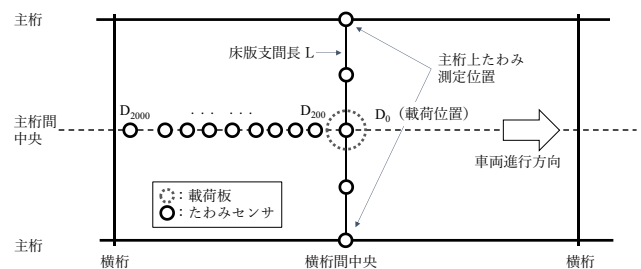 主桁
床版支間長 L
主桁上たわみ
測定位置
主桁間
中央
D2000
... ...
D200
D0（載荷位置）
車両進行方向
：載荷板
：たわみセンサ
主桁
横桁
横桁間中央
横桁